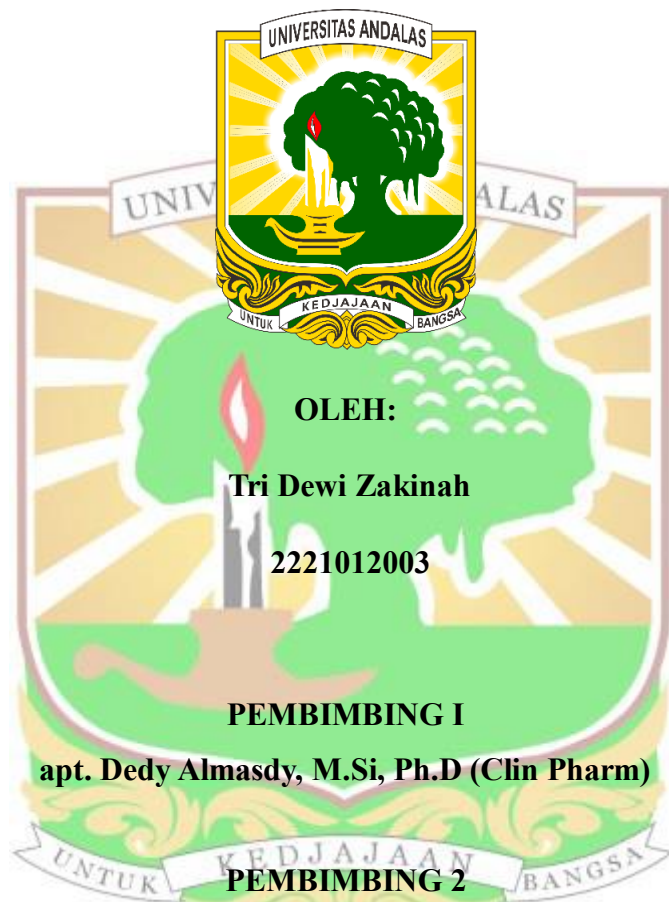 UNIVERSITAS ANDALAS
UNTUK KEDJAJAAN BANGSA
UNIV ALAS
OLEH:
Tri Dewi Zakinah
2221012003
PEMBIMBING I
apt. Dedy Almasdy, M.Si, Ph.D (Clin Pharm)
UNTUK KEDJAJAAN BANGSA
PEMBIMBING 2